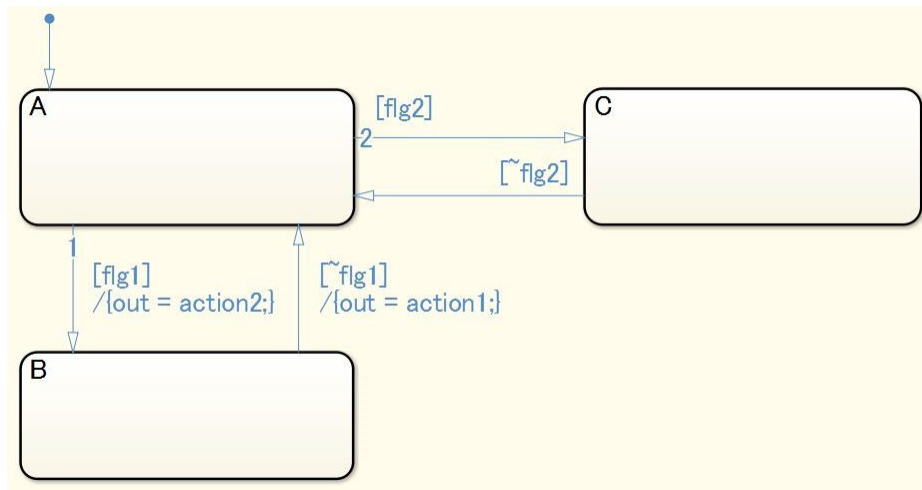 A
[flg2]
2
C
[~flg2]
1
[flg1]
/{out = action2;}
[~flg1]
/{out = action1;}
B